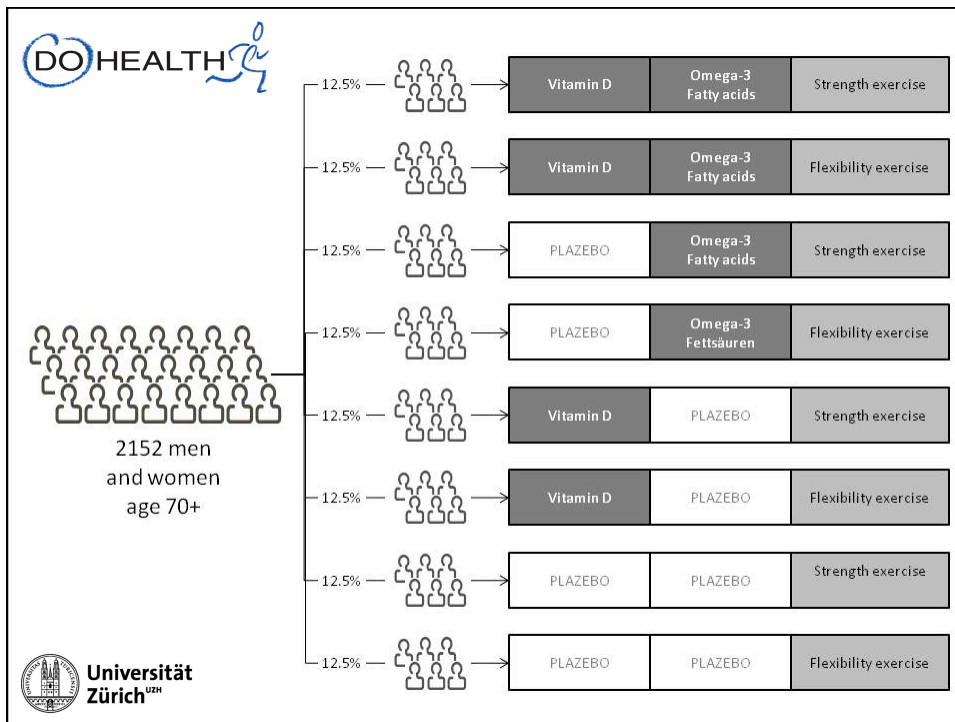 DO HEALTH
12.5%
Vitamin D
Omega-3
Fatty acids
Strength exercise
12.5%
Vitamin D
Omega-3
Fatty acids
Flexibility exercise
12.5%
PLAZEBO
Omega-3
Fatty acids
Strength exercise
12.5%
PLAZEBO
Omega-3
Fettsäuren
Flexibility exercise
2152 men
and women
age 70+
12.5%
Vitamin D
PLAZEBO
Strength exercise
12.5%
Vitamin D
PLAZEBO
Flexibility exercise
12.5%
PLAZEBO
PLAZEBO
Strength exercise
12.5%
PLAZEBO
PLAZEBO
Flexibility exercise
Universität
Zürich UZH